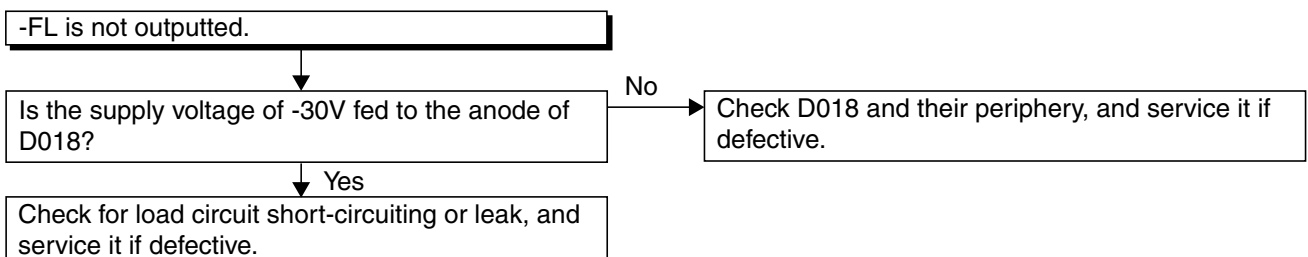 -FL is not outputted.
Is the supply voltage of -30V fed to the anode of
D018?
No
Check D018 and their periphery, and service it if
defective.
Yes
Check for load circuit short-circuiting or leak, and
service it if defective.